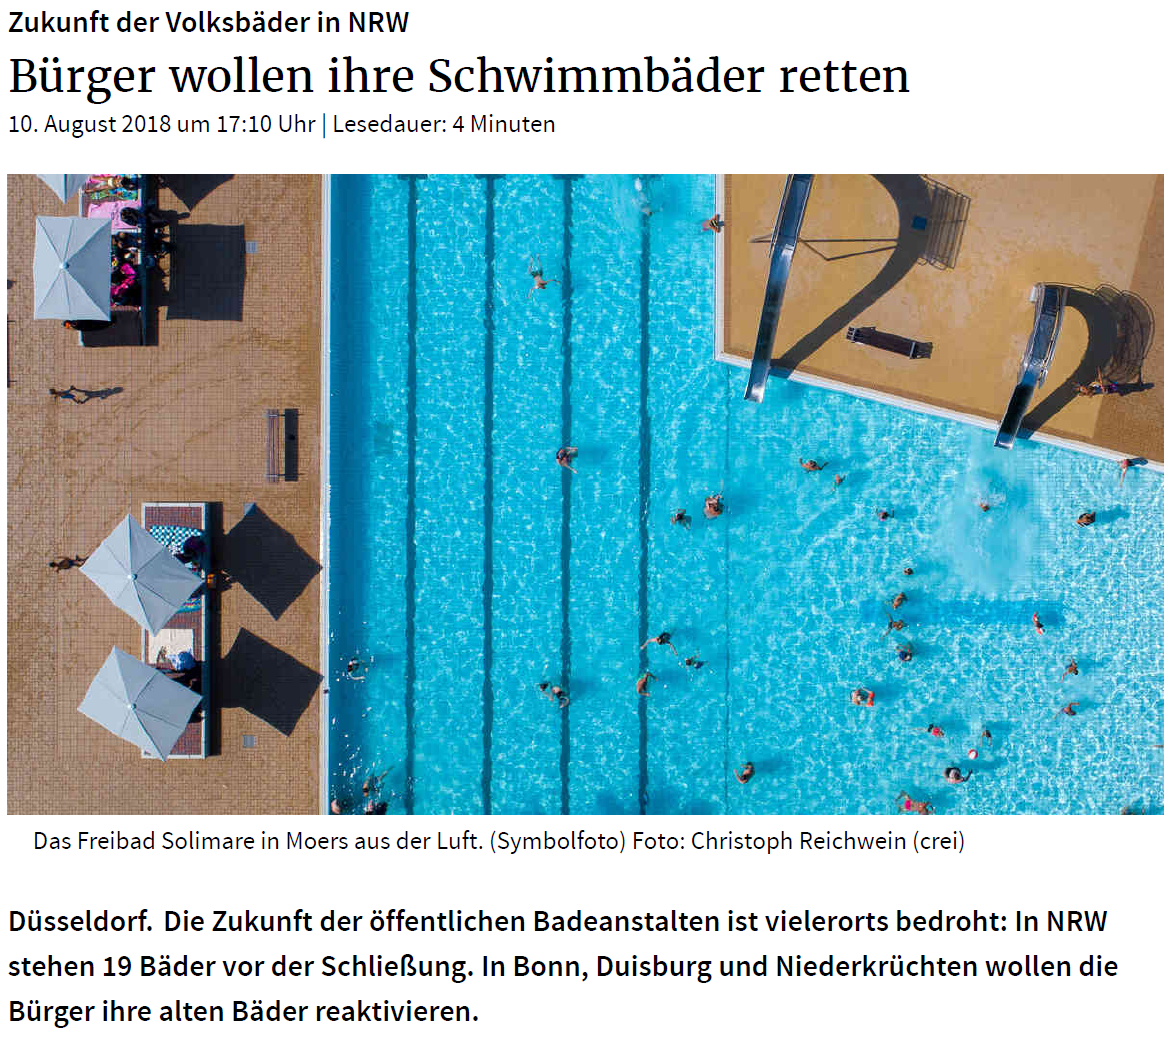 Zukunft der Volksbäder in NRW
Bürger wollen ihre Schwimmbäder retten
10. August 2018 um 17:10 Uhr | Lesedauer: 4 Minuten
Das Freibad Solimare in Moers aus der Luft. (Symbolfoto) Foto: Christoph Reichwein (crei)
Düsseldorf. Die Zukunft der öffentlichen Badeanstalten ist vielerorts bedroht: In NRW
stehen 19 Bäder vor der Schließung. In Bonn, Duisburg und Niederkrüchten wollen die
Bürger ihre alten Bäder reaktivieren.